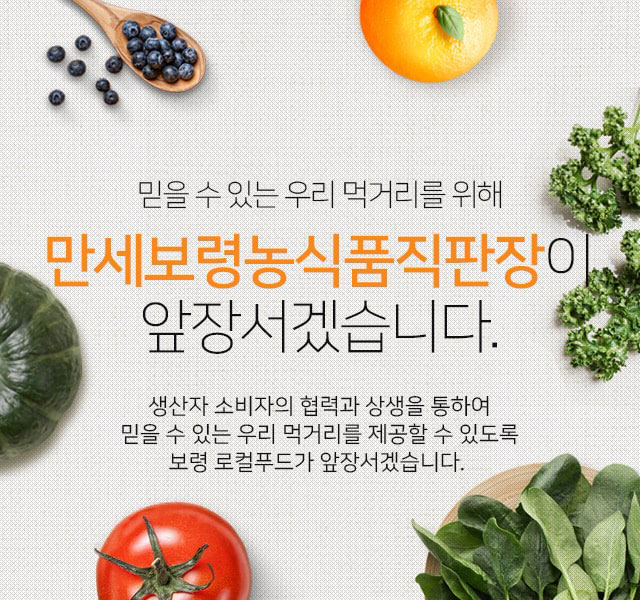 믿을 수 있는 우리 먹거리를 위해
만세보령농식품직판장이
앞장서겠습니다.
생산자 소비자의 협력과 상생을 통하여
믿을 수 있는 우리 먹거리를 제공할 수 있도록
보령 로컬푸드가 앞장서겠습니다.